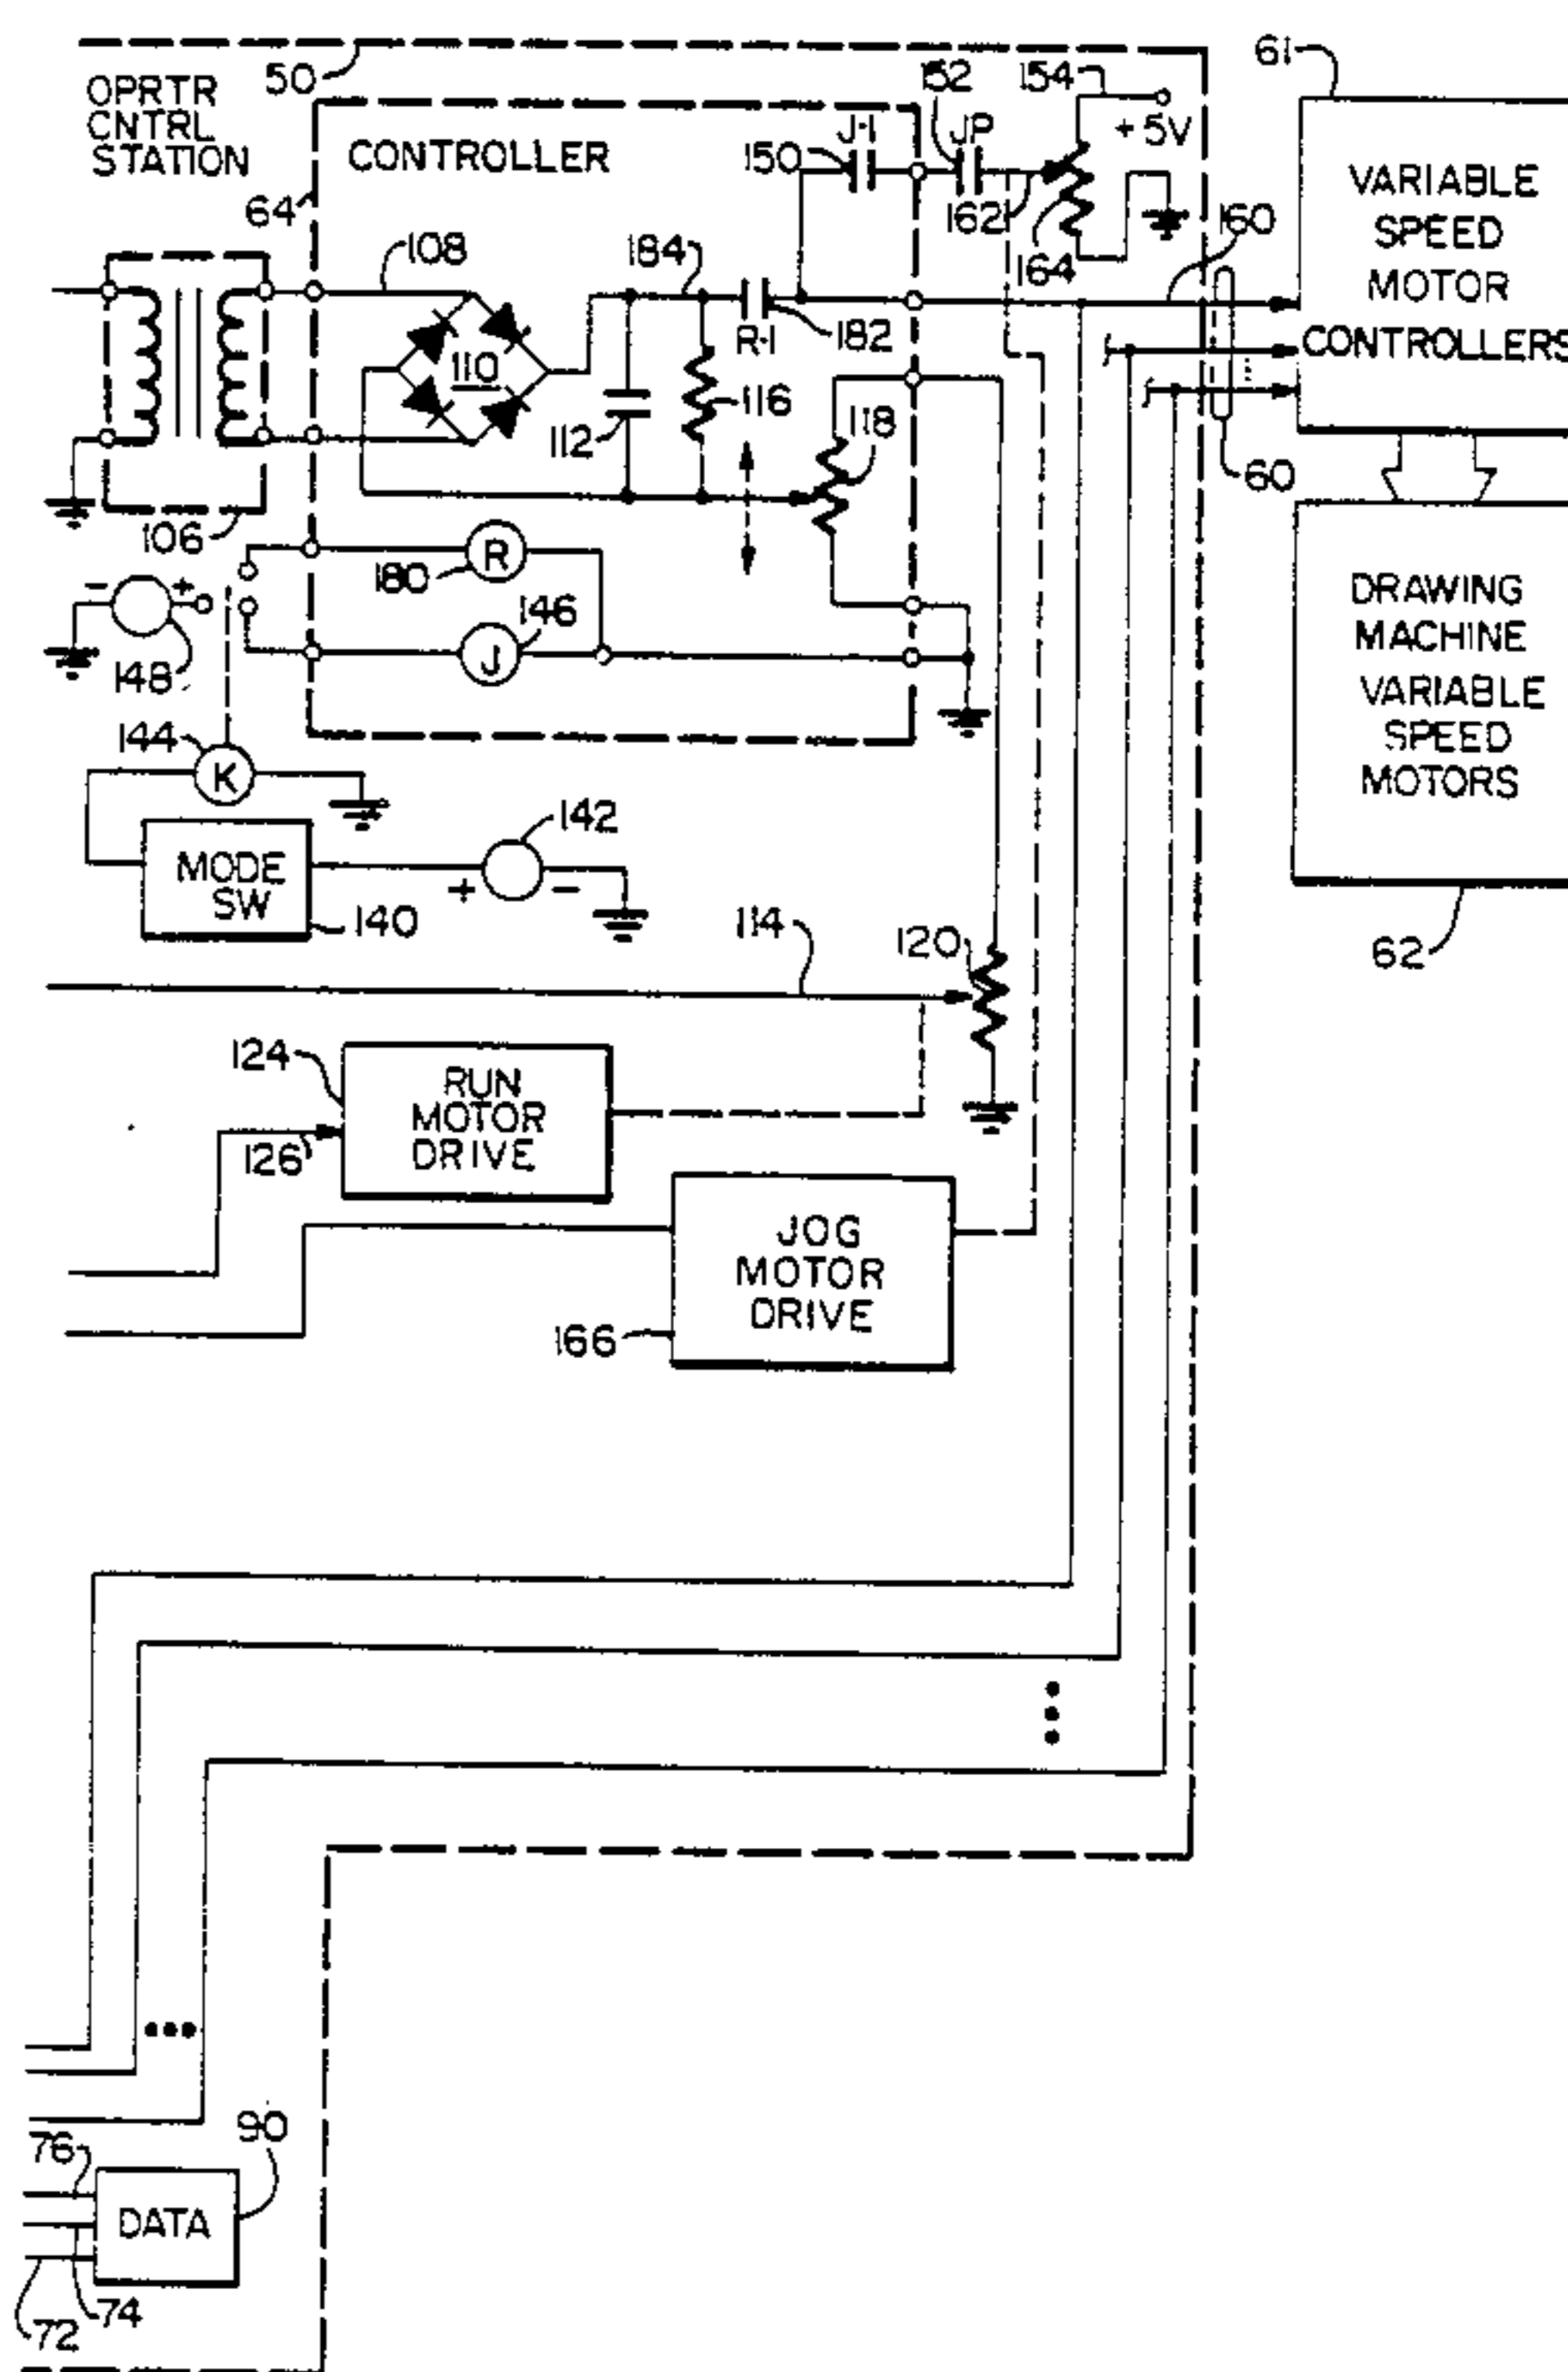 50
OPRTR
CNTRL
STATION
64
CONTROLLER
J-1
150
152
JP
154
+ 5V
162
164
160
61
VARIABLE
SPEED
MOTOR
CONTROLLERS
60
108
110
184
R-1
182
112
116
118
106
180
R
146
J
- +
148
144
K
MODE
SW
140
142
+ -
DRAWING
MACHINE
VARIABLE
SPEED
MOTORS
62
114
120
124
RUN
MOTOR
DRIVE
126
JOG
MOTOR
DRIVE
166
76
90
DATA
74
72